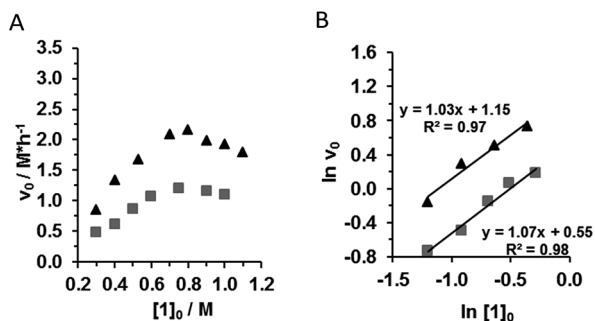 A
3.5
3.0
2.5
2.0
1.5
1.0
0.5
0.0
v₀ / M*h⁻¹
0.2 0.4 0.6 0.8 1.0 1.2
[1]₀ / M
B
1.6
1.2
0.8
0.4
0.0
-0.4
-0.8
ln v₀
y = 1.03x + 1.15
R² = 0.97
y = 1.07x + 0.55
R² = 0.98
-1.5 -1.0 -0.5 0.0
ln [1]₀